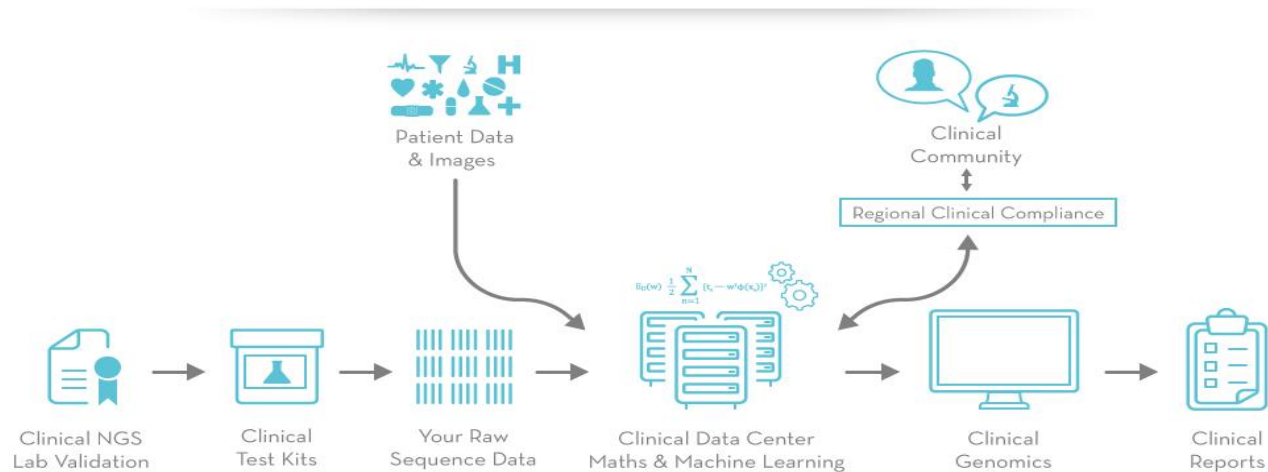 Patient Data
& Images
Clinical
Community
Regional Clinical Compliance
Clinical NGS
Lab Validation
Clinical
Test Kits
Your Raw
Sequence Data
Clinical Data Center
Maths & Machine Learning
Clinical
Genomics
Clinical
Reports